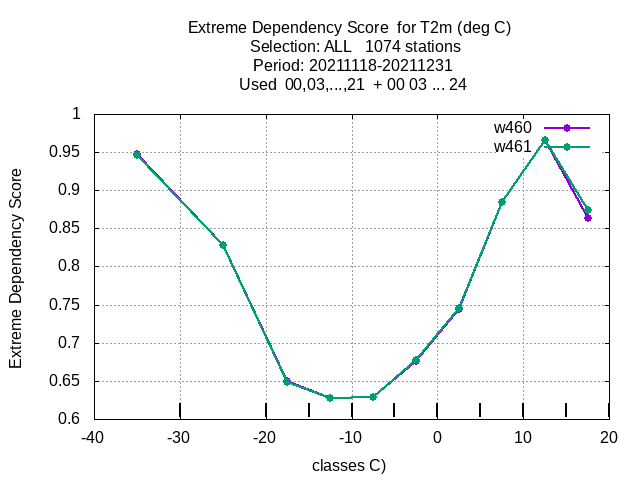 Extreme Dependency Score  for T2m (deg C)
Selection: ALL   1074 stations
Period: 20211118-20211231
Used  00,03,...,21  + 00 03 ... 24
Extreme Dependency Score
1
0.95
0.9
0.85
0.8
0.75
0.7
0.65
0.6
w460
w461
-40 -30 -20 -10 0 10 20
classes C)